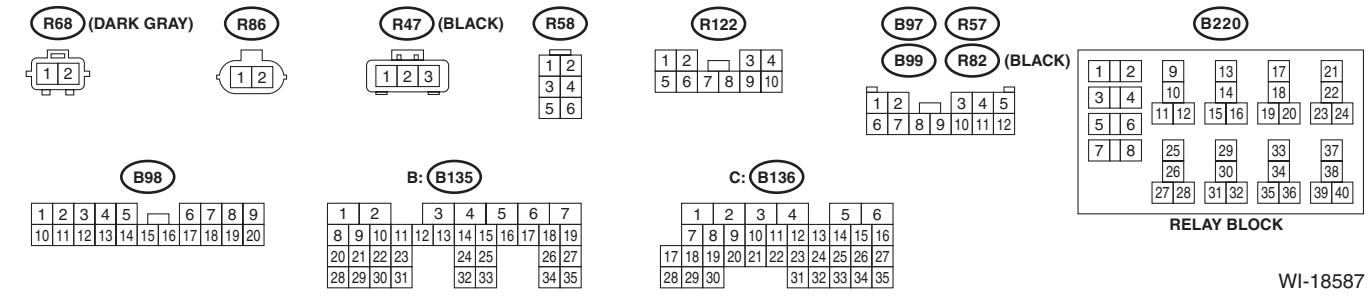 R68 (DARK GRAY) R86 R47 (BLACK) R58 R122 B97 R57 B220
B99 R82 (BLACK)
1 2
1 2
1 2 3
1 2
3 4
5 6
1 2 3 4
5 6 7 8 9 10
1 2 3 4 5
6 7 8 9 10 11 12
1 2 9 13 17 21
3 4 10 14 18 22
5 6 11 12 15 16 19 20 23 24
7 8 25 29 33 37
26 30 34 38
27 28 31 32 35 36 39 40
RELAY BLOCK
B98
1 2 3 4 5 6 7 8 9
10 11 12 13 14 15 16 17 18 19 20
B: B135
1 2 3 4 5 6 7
8 9 10 11 12 13 14 15 16 17 18 19
20 21 22 23 24 25 26 27
28 29 30 31 32 33 34 35
C: B136
1 2 3 4 5 6
7 8 9 10 11 12 13 14 15 16
17 18 19 20 21 22 23 24 25 26 27
28 29 30 31 32 33 34 35
WI-18587